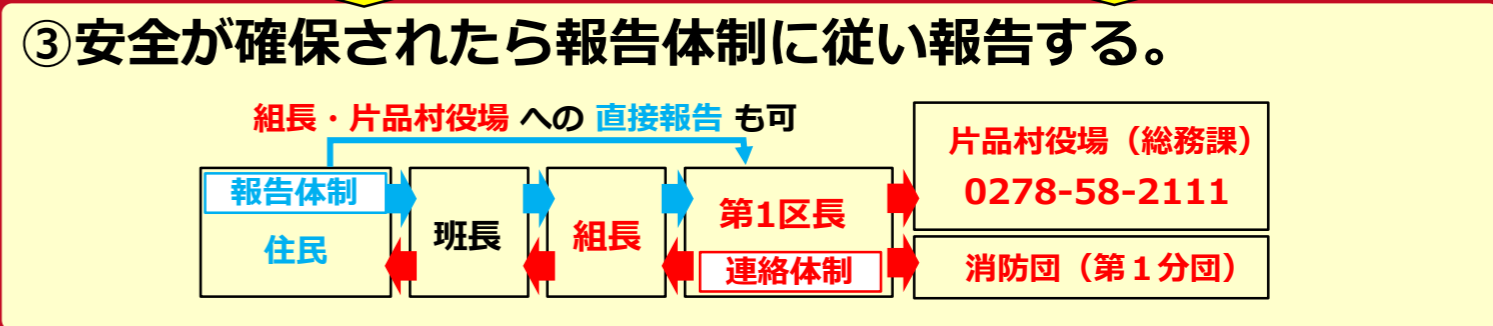 ③安全が確保されたら報告体制に従い報告する。
組長・片品村役場 への 直接報告 も可
報告体制
住民
班長
組長
第1区長
連絡体制
片品村役場（総務課）
0278-58-2111
消防団（第１分団）